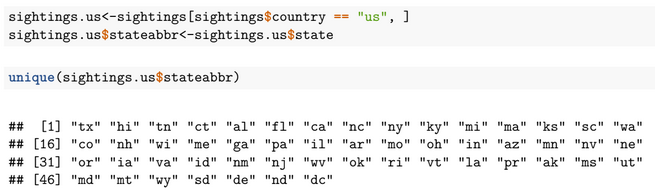 sightings.us<-sightings[sightings$country == "us", ]
sightings.us$stateabbr<-sightings.us$state
unique(sightings.us$stateabbr)
##  [1] "tx" "hi" "tn" "ct" "al" "fl" "ca" "nc" "ny" "ky" "mi" "ma" "ks" "sc" "wa"
## [16] "co" "nh" "wi" "me" "ga" "pa" "il" "ar" "mo" "oh" "in" "az" "mn" "nv" "ne"
## [31] "or" "ia" "va" "id" "nm" "nj" "wv" "ok" "ri" "vt" "la" "pr" "ak" "ms" "ut"
## [46] "md" "mt" "wy" "sd" "de" "nd" "dc"